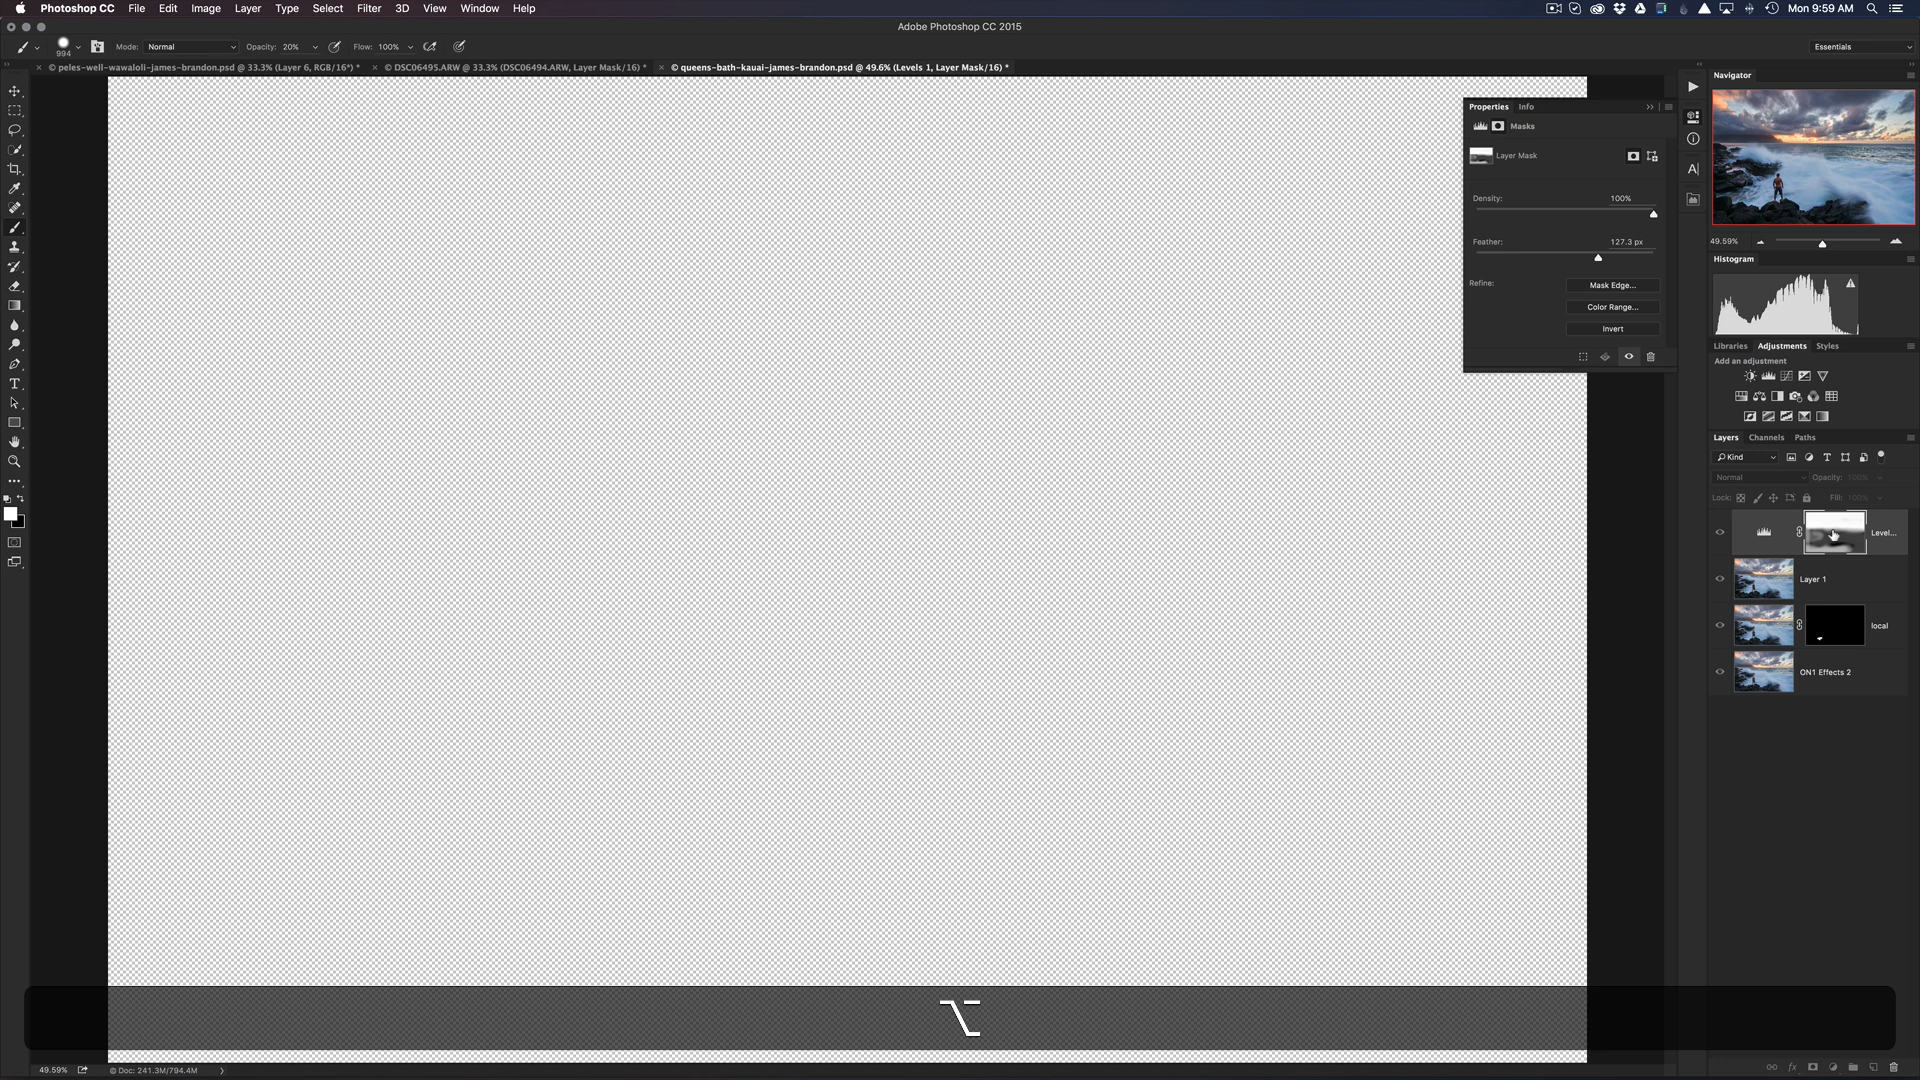 Photoshop CC File Edit Image Layer Type Select Filter 3D View Window Help Mon 9:59 AM
Adobe Photoshop CC 2015
994 Mode: Normal Opacity: 20% Flow: 100% Essentials
© peles-well-wawaloli-james-brandon.psd @ 33.3% (Layer 6, RGB/16*) * © DSC06495.ARW @ 33.3% (DSC06494.ARW, Layer Mask/16) * © queens-bath-kauai-james-brandon.psd @ 49.6% (Levels 1, Layer Mask/16) *
Properties Info
Masks
Layer Mask
Density: 100%
Feather: 127.3 px
Refine: Mask Edge...
Color Range...
Invert
Navigator
49.59%
Histogram
Libraries Adjustments Styles
Add an adjustment
Layers Channels Paths
Kind
Normal Opacity: 100%
Lock: Fill: 100%
Level...
Layer 1
local
ON1 Effects 2
49.59% © Doc: 241.3M/794.4M